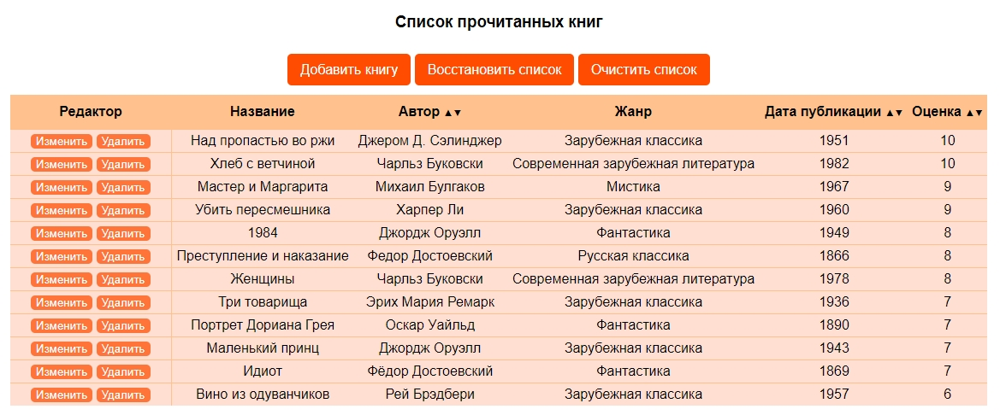 Список прочитанных книг
Добавить книгу Восстановить список Очистить список
Редактор Название Автор ▲▼ Жанр Дата публикации ▲▼ Оценка ▲▼
Изменить Удалить Над пропастью во ржи Джером Д. Сэлинджер Зарубежная классика 1951 10
Изменить Удалить Хлеб с ветчиной Чарльз Буковски Современная зарубежная литература 1982 10
Изменить Удалить Мастер и Маргарита Михаил Булгаков Мистика 1967 9
Изменить Удалить Убить пересмешника Харпер Ли Зарубежная классика 1960 9
Изменить Удалить 1984 Джордж Оруэлл Фантастика 1949 8
Изменить Удалить Преступление и наказание Федор Достоевский Русская классика 1866 8
Изменить Удалить Женщины Чарльз Буковски Современная зарубежная литература 1978 8
Изменить Удалить Три товарища Эрих Мария Ремарк Зарубежная классика 1936 7
Изменить Удалить Портрет Дориана Грея Оскар Уайльд Фантастика 1890 7
Изменить Удалить Маленький принц Джордж Оруэлл Зарубежная классика 1943 7
Изменить Удалить Идиот Фёдор Достоевский Фантастика 1869 7
Изменить Удалить Вино из одуванчиков Рей Брэдбери Зарубежная классика 1957 6